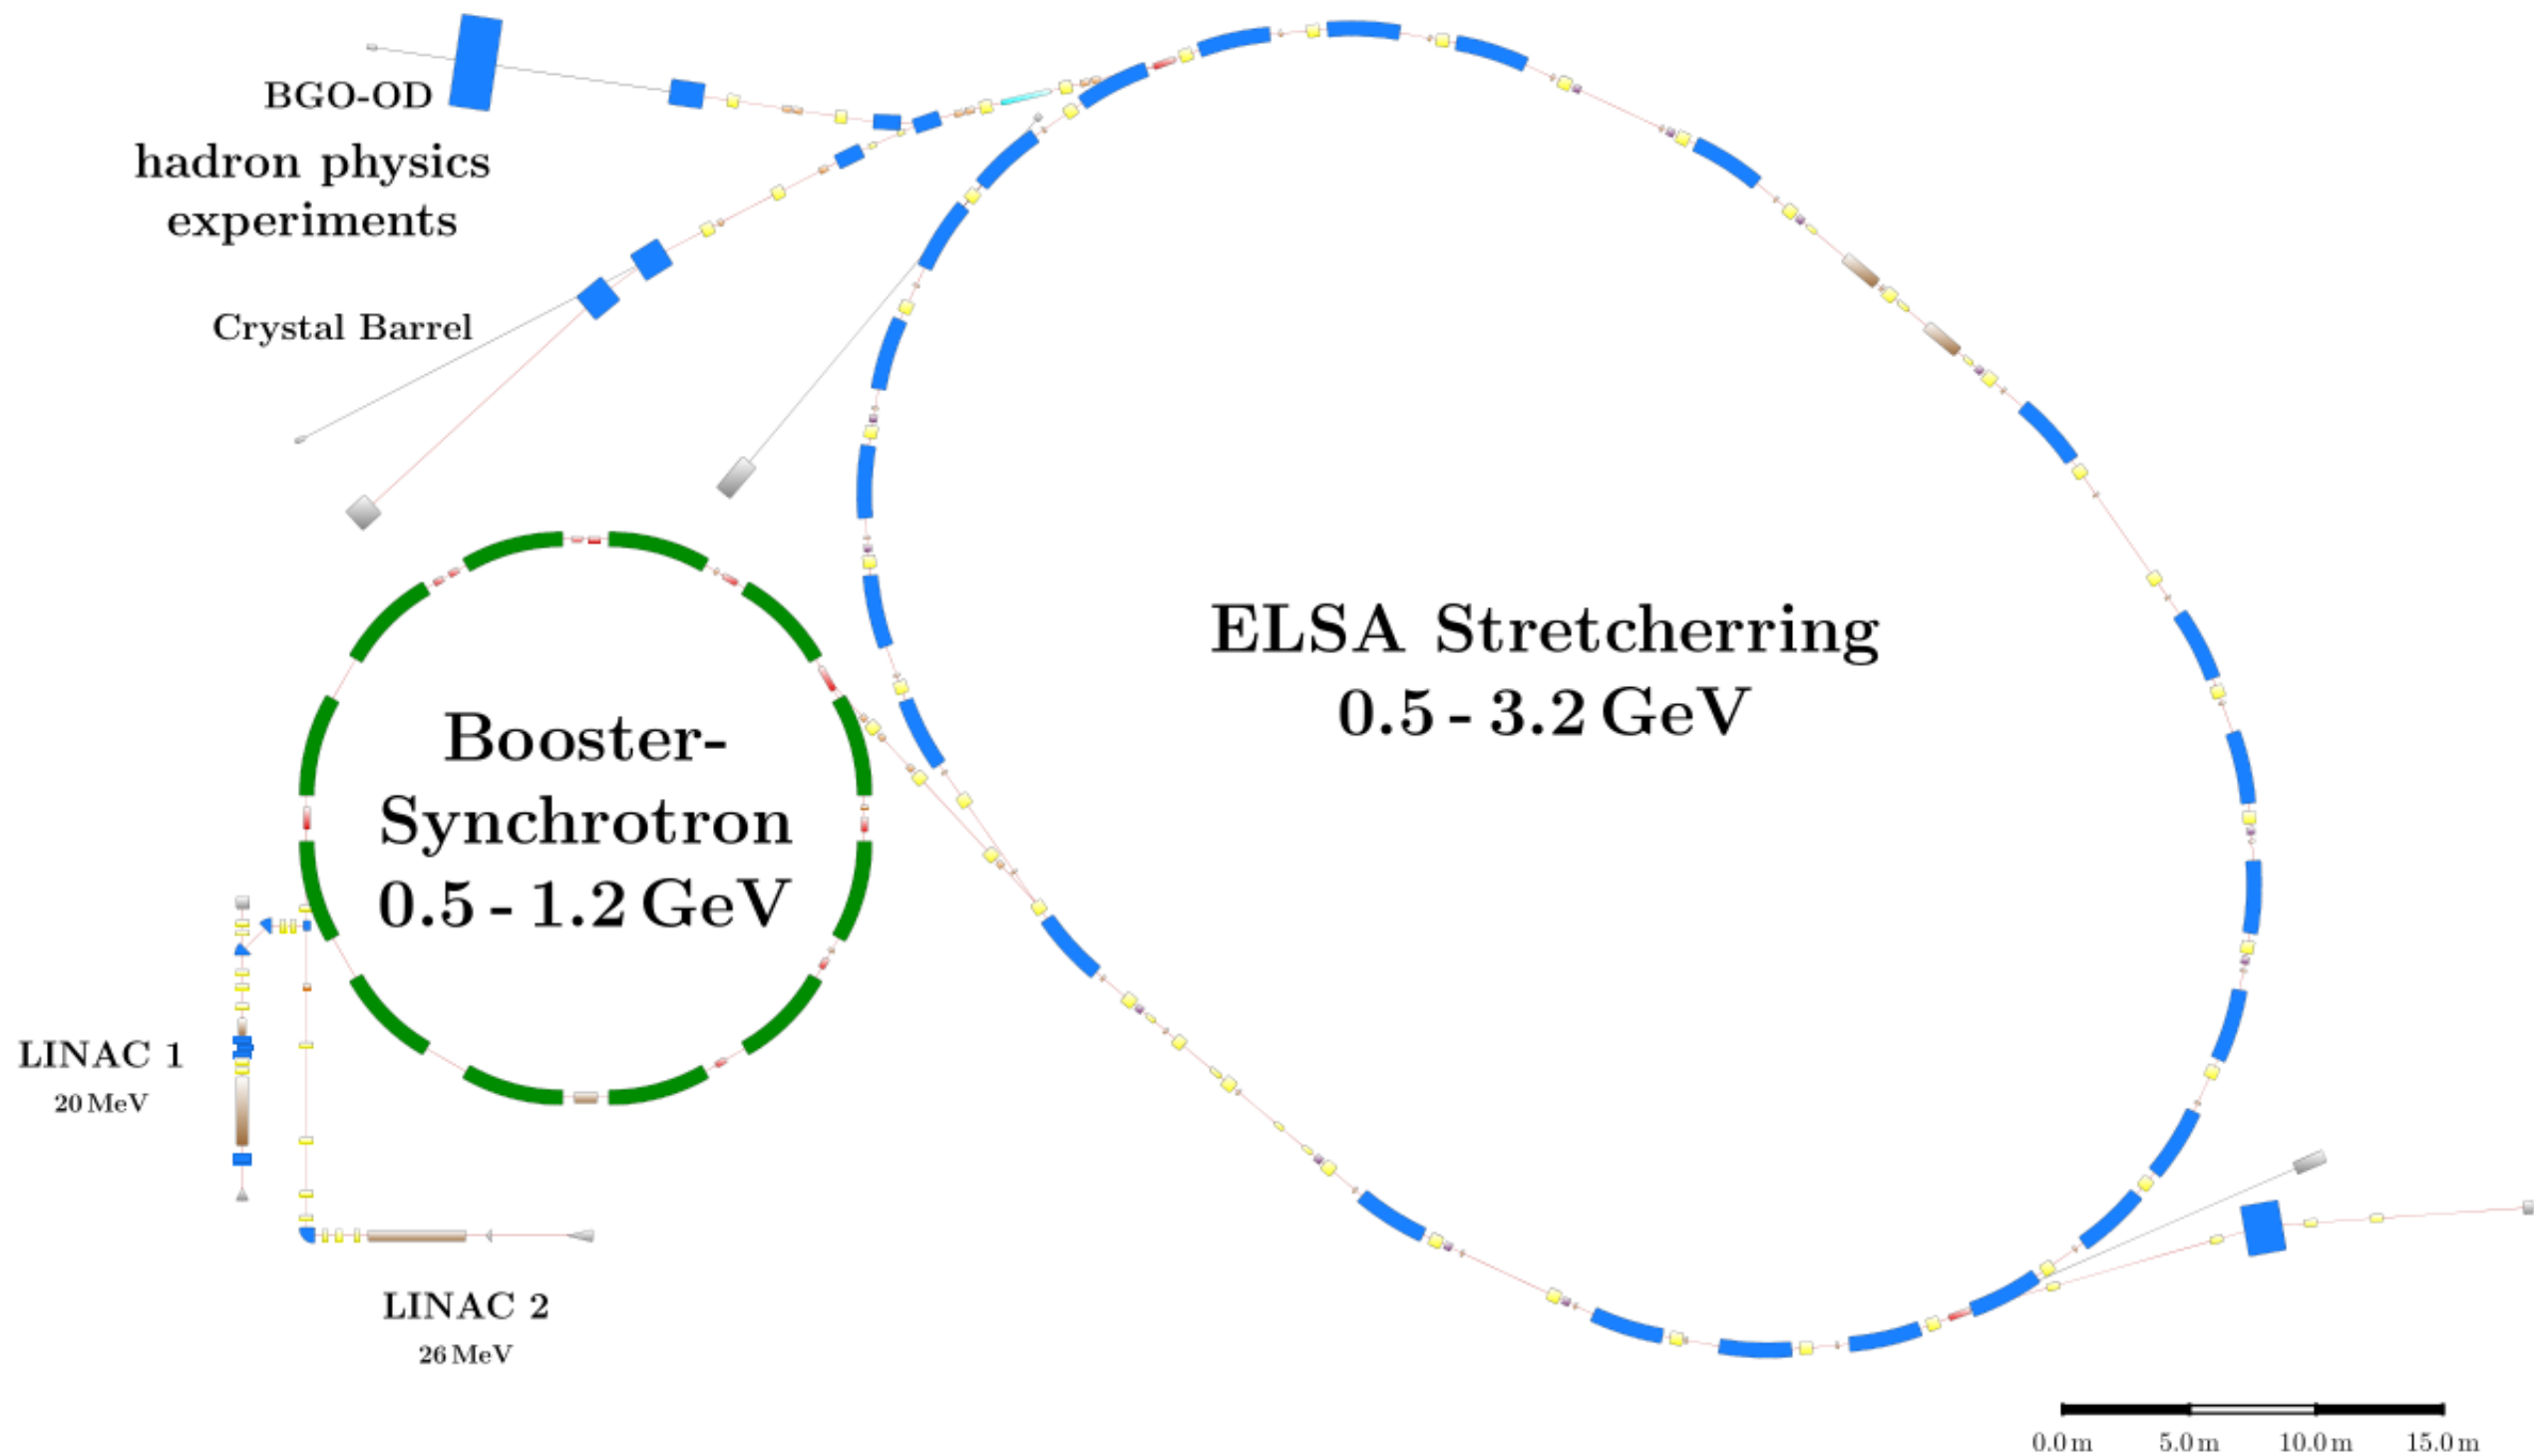 BGO-OD
hadron physics
experiments
Crystal Barrel
ELSA Stretcherring
0.5 - 3.2 GeV
Booster-
Synchrotron
0.5 - 1.2 GeV
LINAC 1
20 MeV
LINAC 2
26 MeV
0.0 m 5.0 m 10.0 m 15.0 m